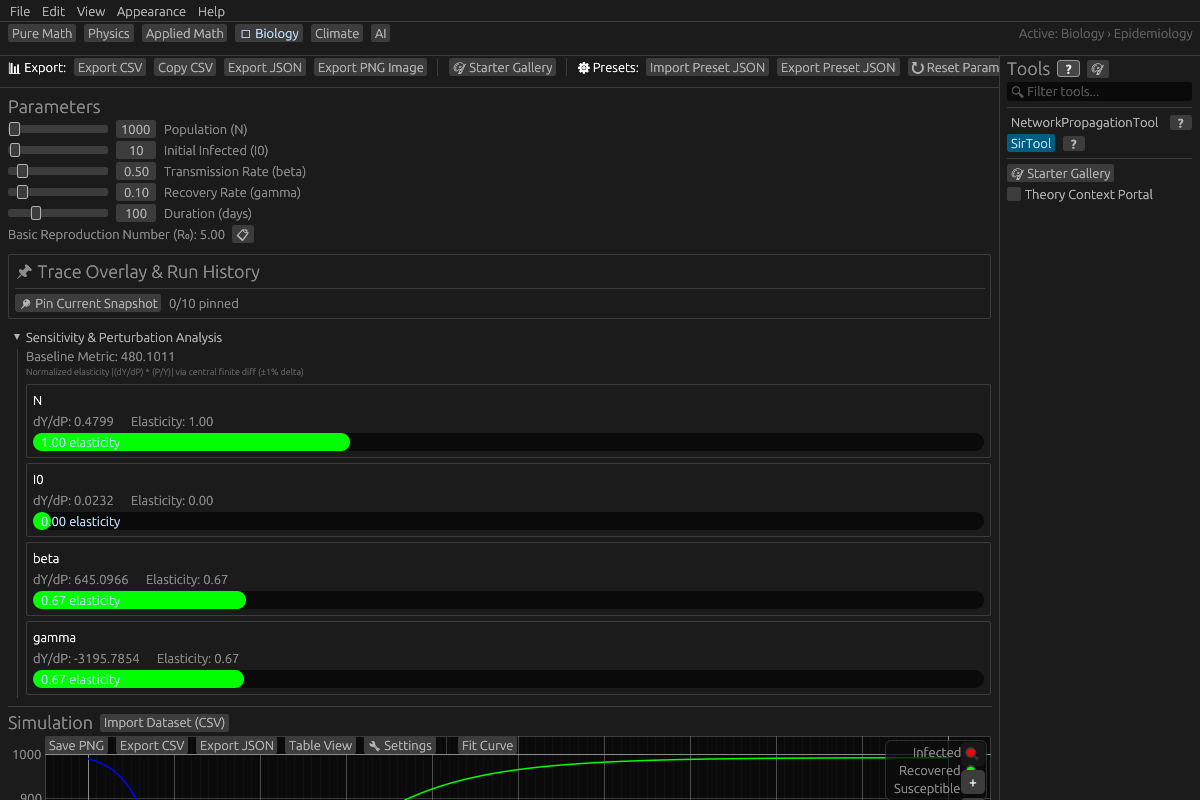 File Edit View Appearance Help
Pure Math Physics Applied Math Biology Climate AI Active: Biology › Epidemiology
Export: Export CSV Copy CSV Export JSON Export PNG Image Starter Gallery Presets: Import Preset JSON Export Preset JSON Reset Param
Tools ?
Filter tools...
NetworkPropagationTool ?
SirTool ?
Starter Gallery
Theory Context Portal
Parameters
1000 Population (N)
10 Initial Infected (I0)
0.50 Transmission Rate (beta)
0.10 Recovery Rate (gamma)
100 Duration (days)
Basic Reproduction Number (R₀): 5.00
Trace Overlay & Run History
Pin Current Snapshot 0/10 pinned
Sensitivity & Perturbation Analysis
Baseline Metric: 480.1011
Normalized elasticity |(dY/dP) * (P/Y)| via central finite diff (±1% delta)
N
dY/dP: 0.4799 Elasticity: 1.00
1.00 elasticity
I0
dY/dP: 0.0232 Elasticity: 0.00
0.00 elasticity
beta
dY/dP: 645.0966 Elasticity: 0.67
0.67 elasticity
gamma
dY/dP: -3195.7854 Elasticity: 0.67
0.67 elasticity
Simulation Import Dataset (CSV)
Save PNG Export CSV Export JSON Table View Settings Fit Curve
1000
900
Infected
Recovered
Susceptible
+